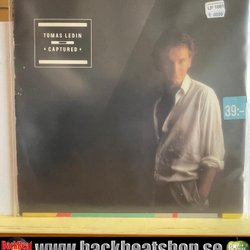 TOMAS LEDIN
• CAPTURED •
39:-
www.backbeatshop.se